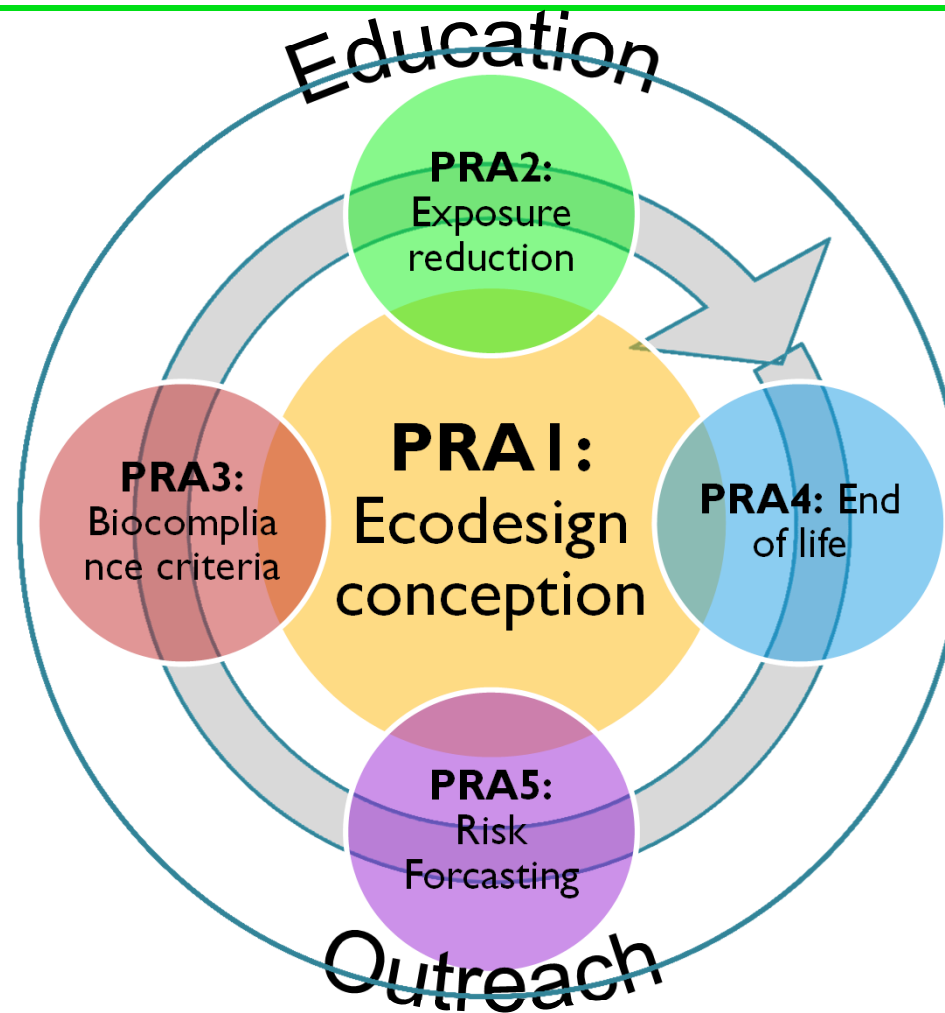 Education
PRA2:
Exposure
reduction
PRA1:
Ecodesign
conception
PRA3:
Biocomplia
nce criteria
PRA4: End
of life
PRA5:
Risk
Forcasting
Outreach